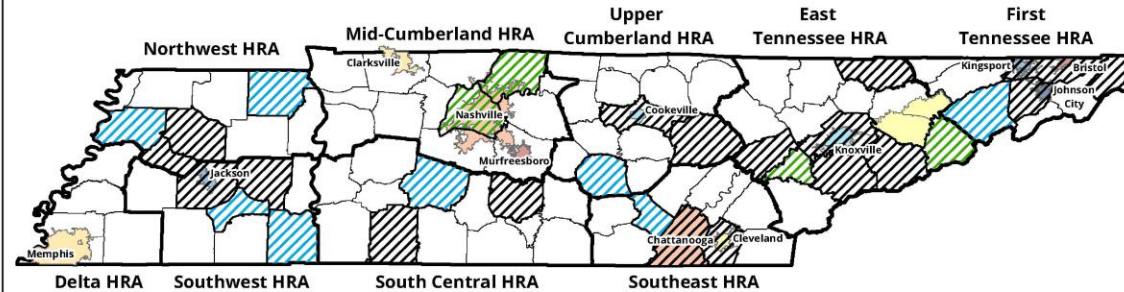 Northwest HRA
Mid-Cumberland HRA
Upper
Cumberland HRA
East
Tennessee HRA
First
Tennessee HRA
Clarksville
Kingsport
Bristol
Johnson
City
Nashville
Cookeville
Knoxville
Murfreesboro
Jackson
Memphis
Chattanooga
Cleveland
Delta HRA
Southwest HRA
South Central HRA
Southeast HRA